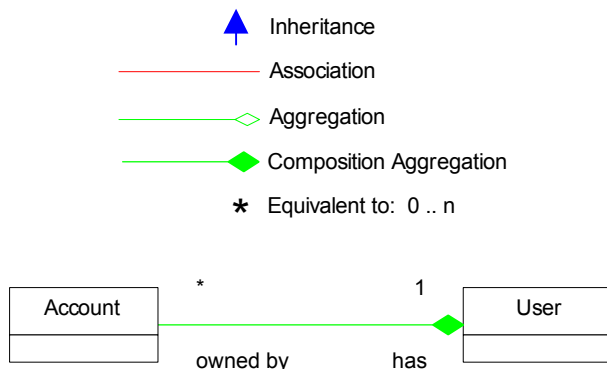 Inheritance
Association
Aggregation
Composition Aggregation
* Equivalent to: 0 .. n
* 1
Account User
owned by has